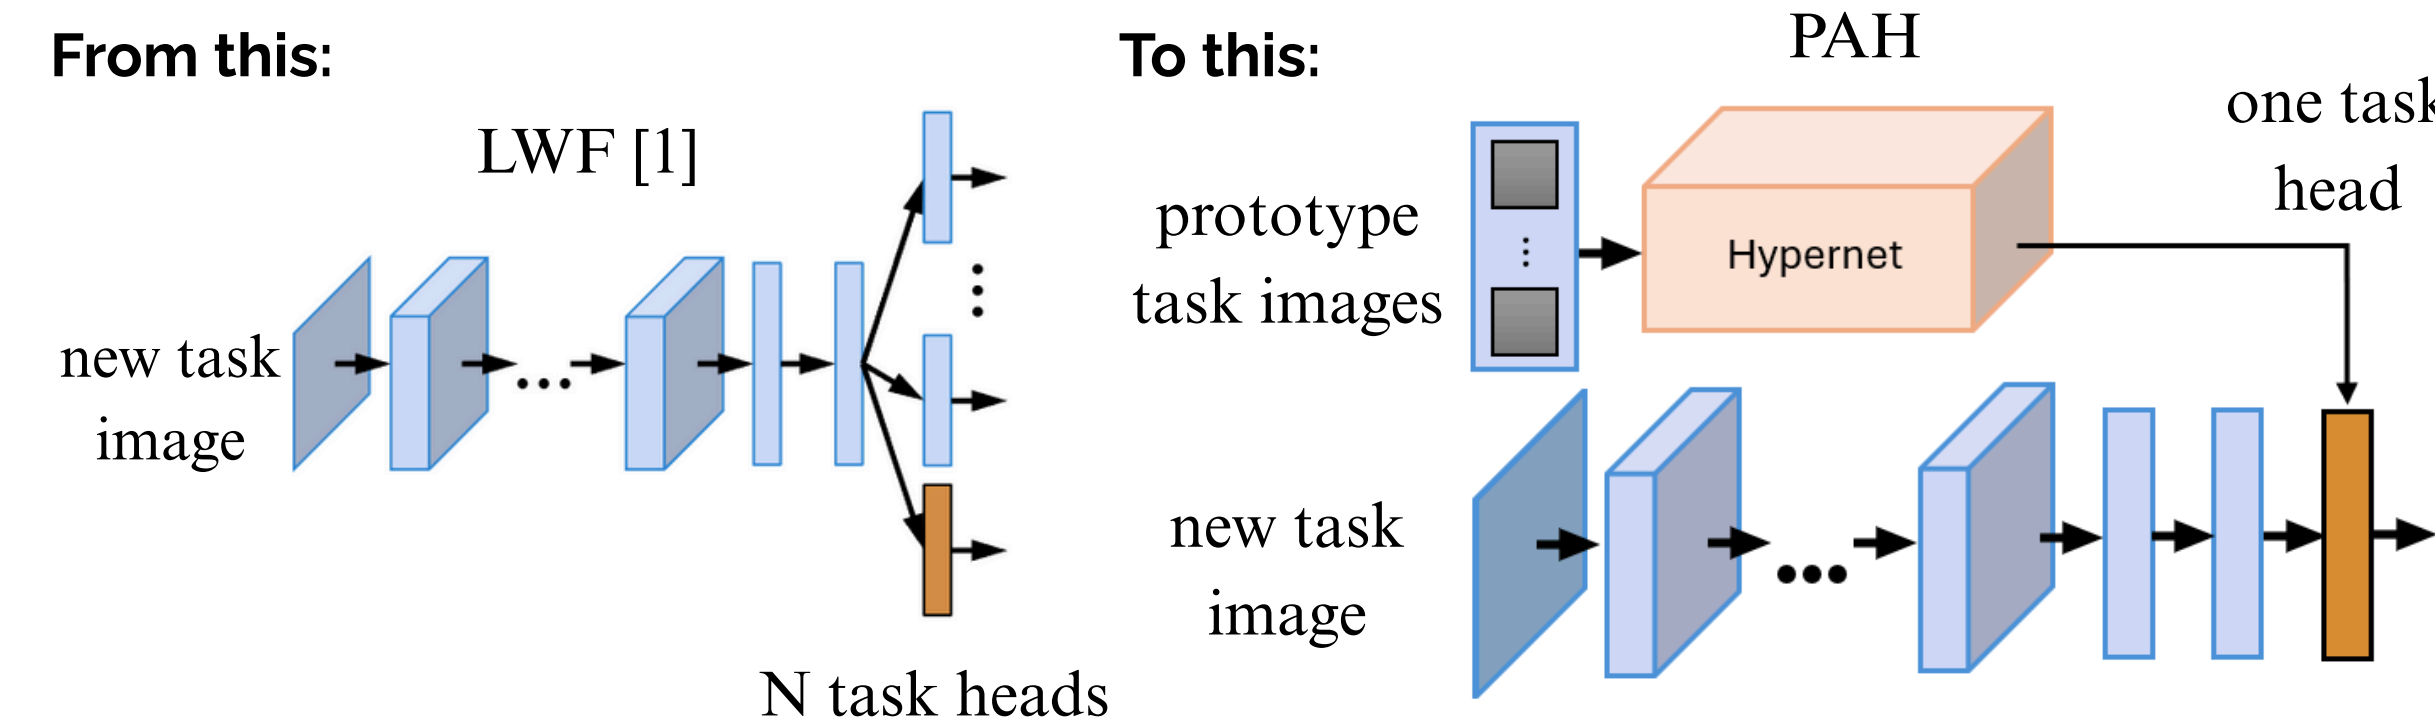 From this:
LWF [1]
new task
image
N task heads
To this:
PAH
one task
head
prototype
task images
Hypernet
new task
image